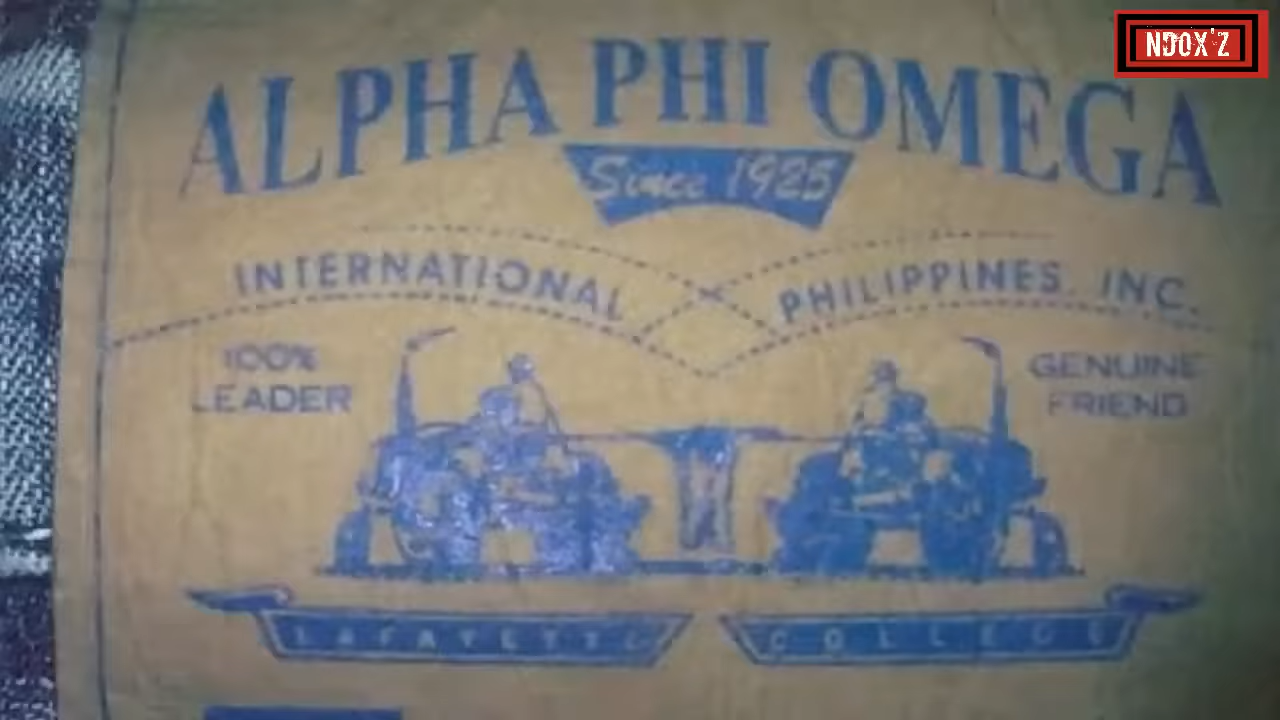 NDOX'Z
ALPHA PHI OMEGA
Since 1925
INTERNATIONAL PHILIPPINES, INC.
100% LEADER
GENUINE FRIEND
LAFAYETTE COLLEGE